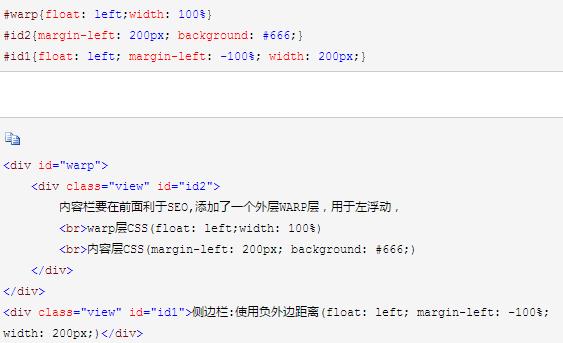 #warp{float: left;width: 100%}
#id2{margin-left: 200px; background: #666;}
#id1{float: left; margin-left: -100%; width: 200px;}
<div id="warp">
<div class="view" id="id2">
内容栏要在前面利于SEO,添加了一个外层WARP层，用于左浮动，
<br>warp层CSS(float: left;width: 100%)
<br>内容层CSS(margin-left: 200px; background: #666;)
</div>
</div>
<div class="view" id="id1">侧边栏:使用负外边距离(float: left; margin-left: -100%;
width: 200px;)</div>